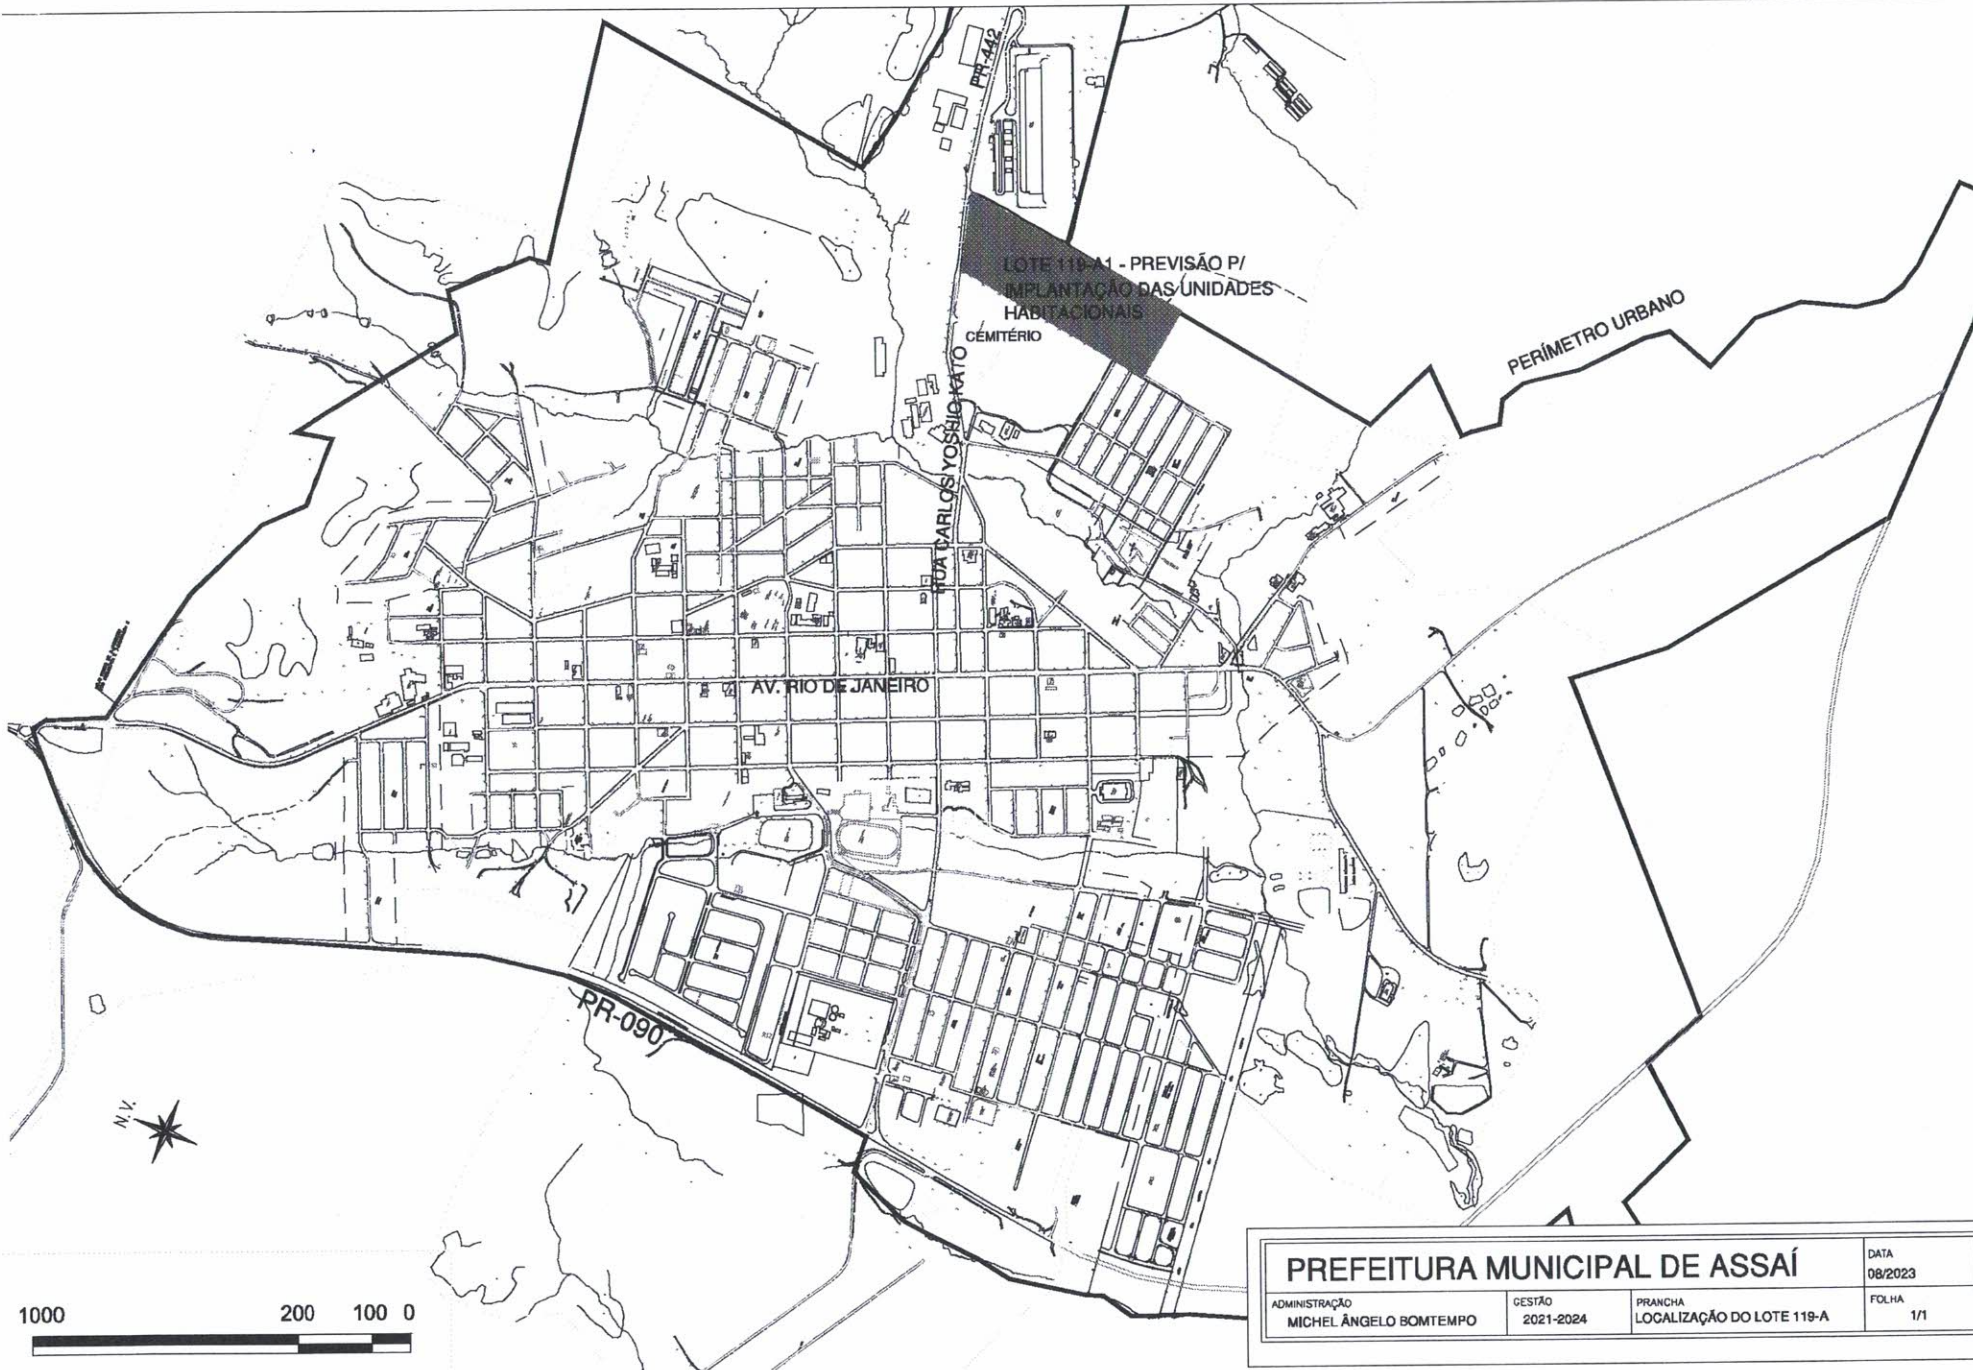 PR-442
LOTE 119-A1 - PREVISÃO P/
IMPLANTAÇÃO DAS UNIDADES
HABITACIONAIS
CEMITÉRIO
PERÍMETRO URBANO
RUA CARLOS YOSHIO KATO
AV. RIO DE JANEIRO
PR-090
N.V.
1000 200 100 0
PREFEITURA MUNICIPAL DE ASSAÍ
DATA
08/2023
ADMINISTRAÇÃO
MICHEL ÂNGELO BOMTEMPO
GESTÃO
2021-2024
PRANCHA
LOCALIZAÇÃO DO LOTE 119-A
FOLHA
1/1